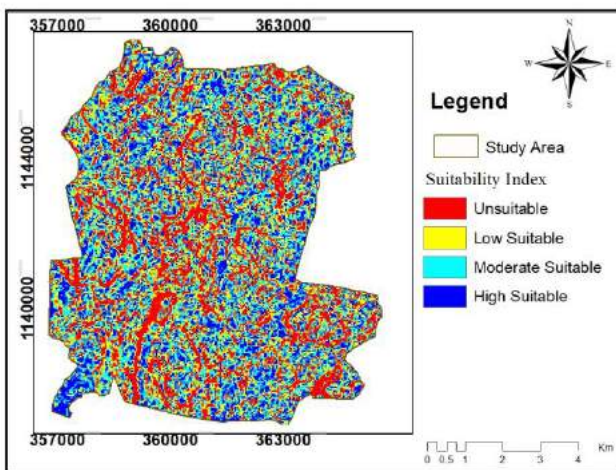 357000 360000 363000
N
W E
S
Legend
Study Area
Suitability Index
Unsuitable
Low Suitable
Moderate Suitable
High Suitable
1144000
1140000
357000 360000 363000
Km
0 0.5 1 2 3 4